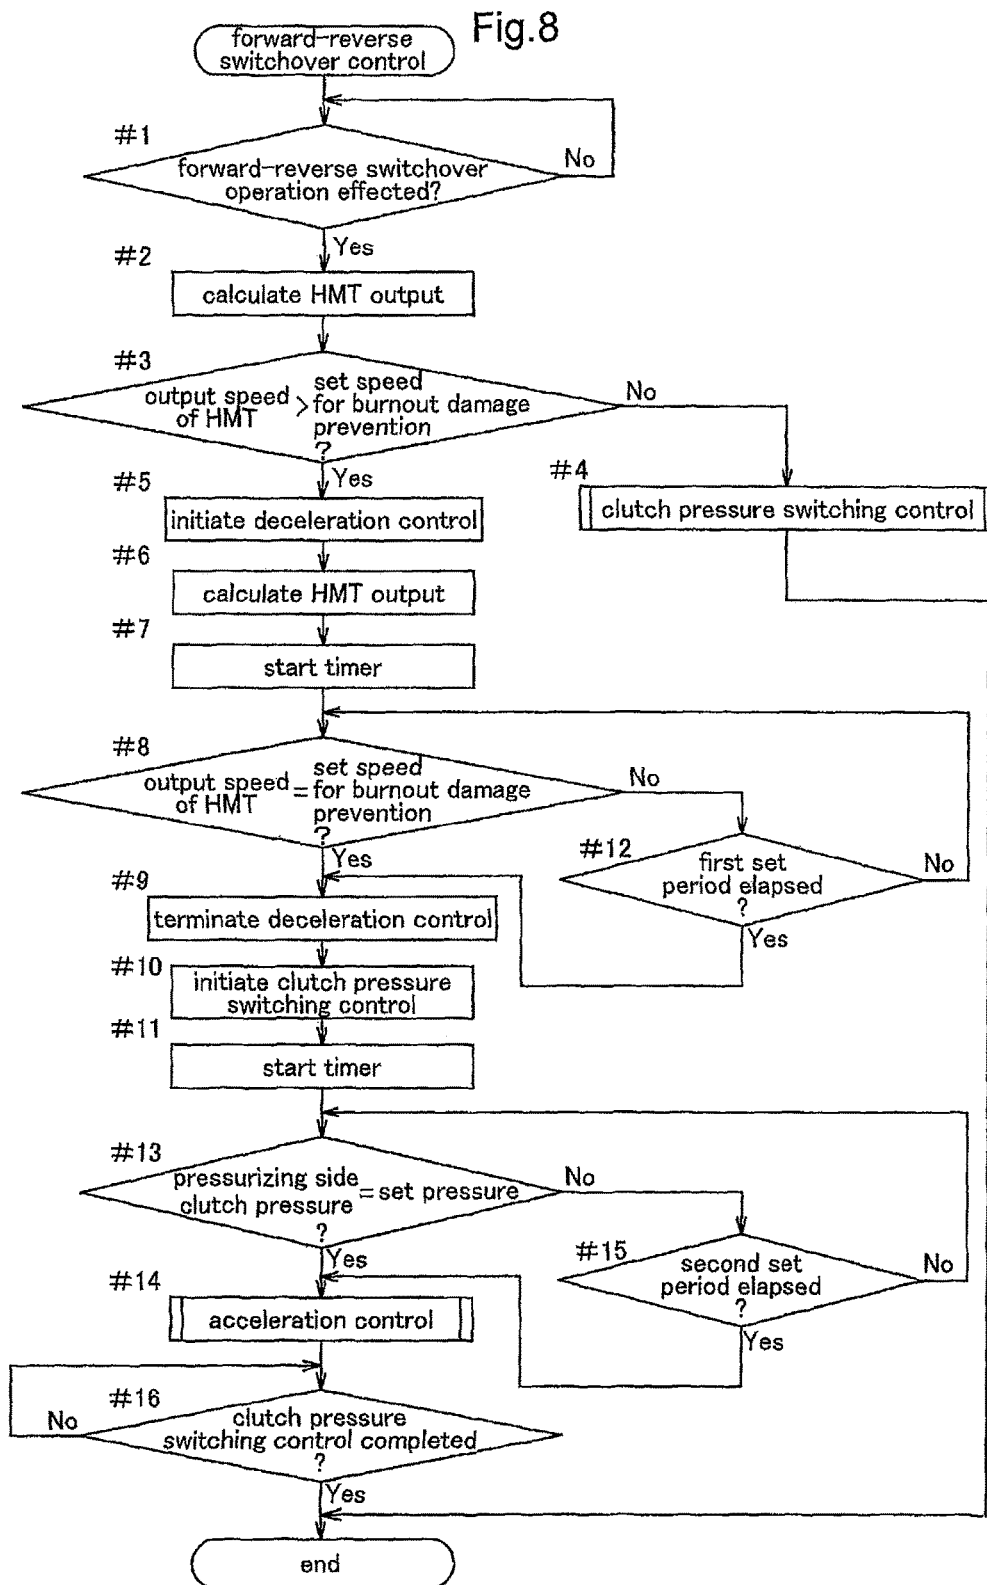 Fig.8
forward-reverse
switchover control
#1
forward-reverse switchover
operation effected?
No
Yes
#2
calculate HMT output
#3
output speed
of HMT
>
set speed
for burnout damage
prevention
?
No
Yes
#4
clutch pressure switching control
#5
initiate deceleration control
#6
calculate HMT output
#7
start timer
#8
output speed
of HMT
=
set speed
for burnout damage
prevention
?
No
Yes
#12
first set
period elapsed
?
No
Yes
#9
terminate deceleration control
#10
initiate clutch pressure
switching control
#11
start timer
#13
pressurizing side
clutch pressure
= set pressure
?
No
Yes
#15
second set
period elapsed
?
No
Yes
#14
acceleration control
#16
clutch pressure
switching control completed
?
No
Yes
end